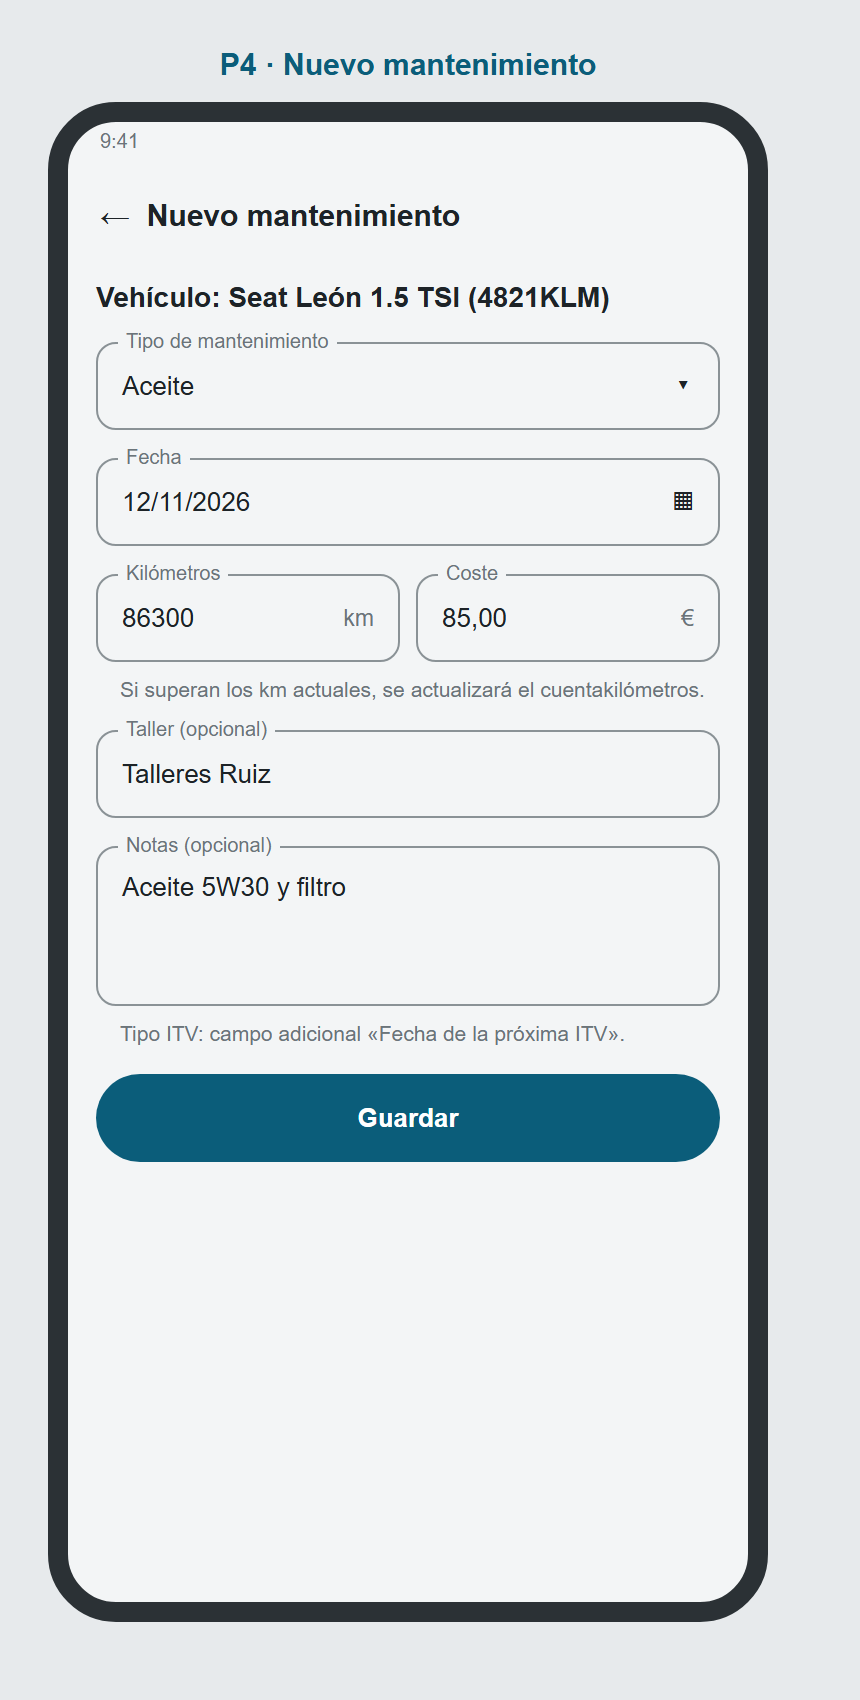 P4 · Nuevo mantenimiento
9:41
← Nuevo mantenimiento
Vehículo: Seat León 1.5 TSI (4821KLM)
Tipo de mantenimiento
Aceite
Fecha
12/11/2026
Kilómetros
86300 km
Coste
85,00 €
Si superan los km actuales, se actualizará el cuentakilómetros.
Taller (opcional)
Talleres Ruiz
Notas (opcional)
Aceite 5W30 y filtro
Tipo ITV: campo adicional «Fecha de la próxima ITV».
Guardar